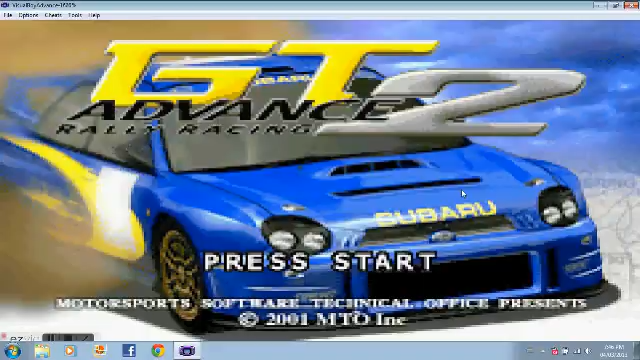 VisualBoyAdvance-
File Options Cheats Tools Help
SUBARU
GT
ADVANCE 2
RALLY RACING
SUBARU
PRESS START
MOTORSPORTS SOFTWARE TECHNICAL OFFICE PRESENTS
© 2001 MTO Inc